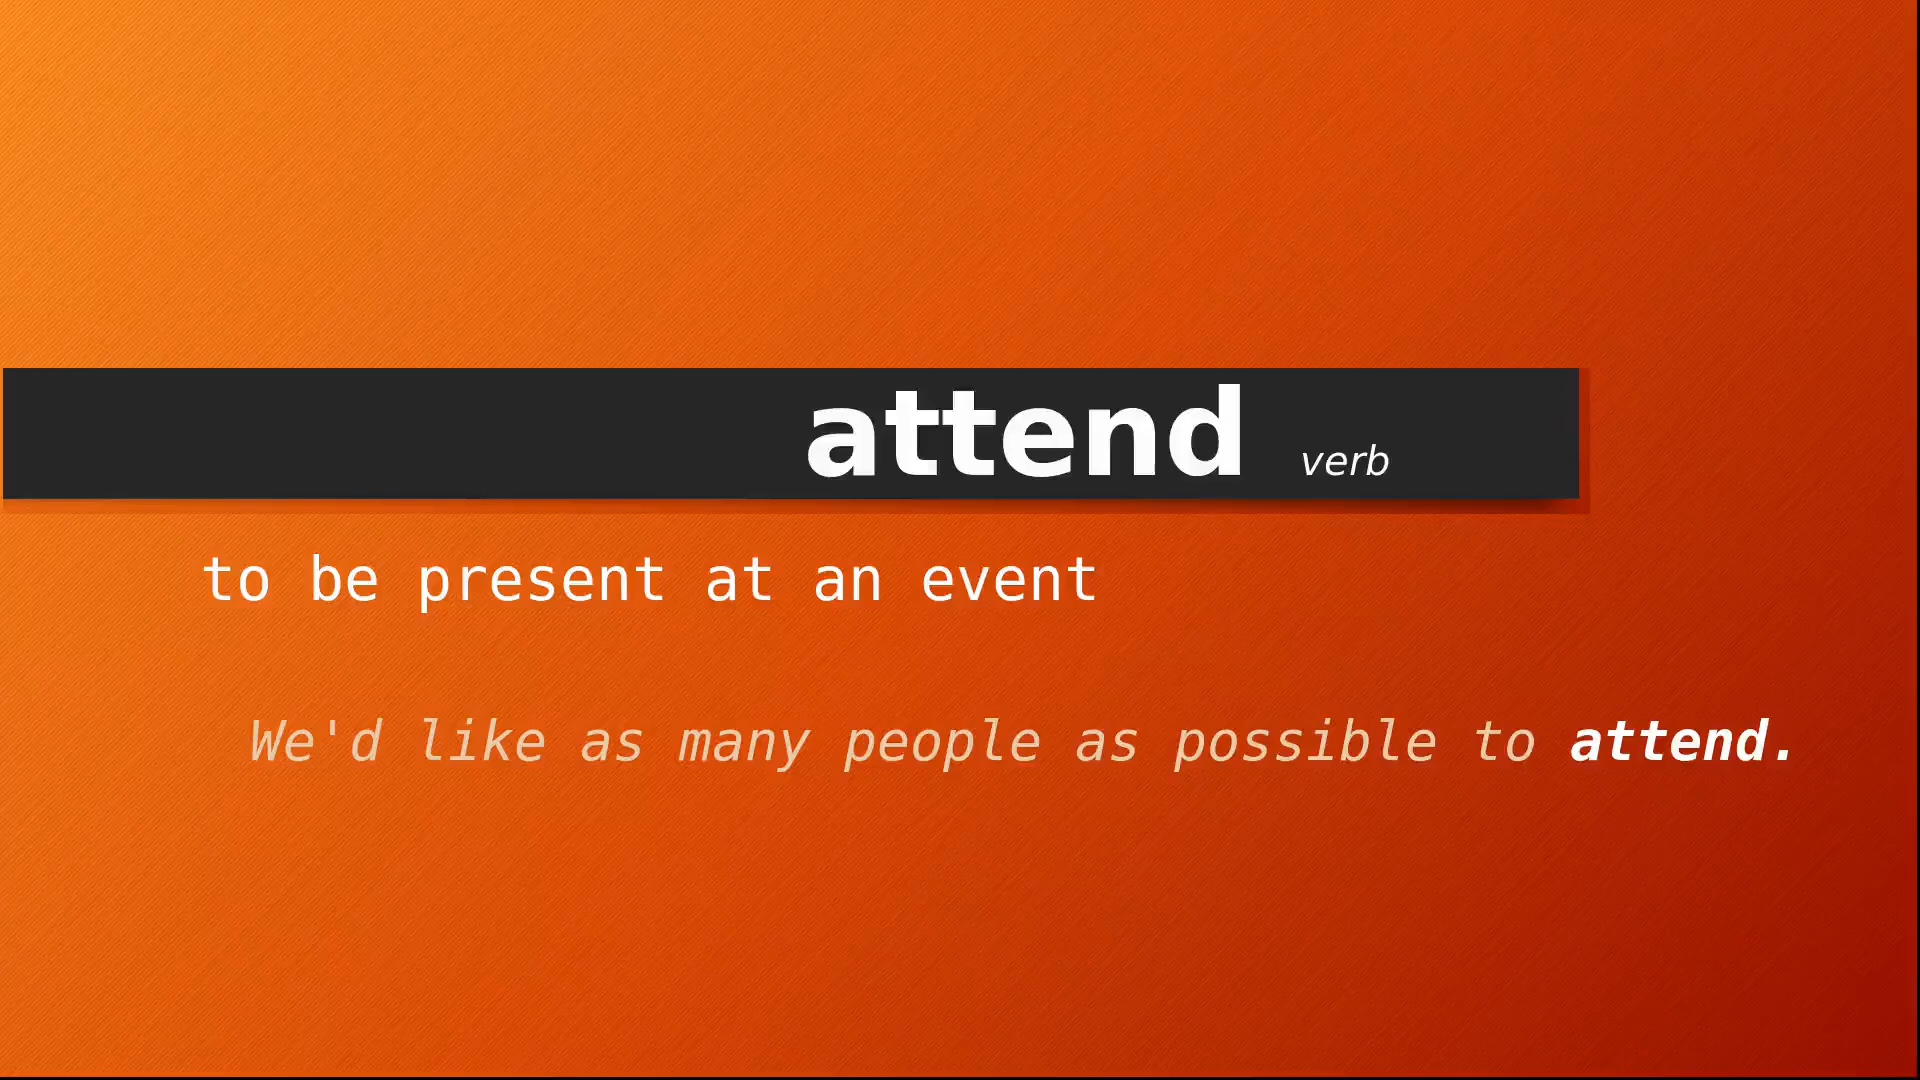 attend verb
to be present at an event
We'd like as many people as possible to attend.